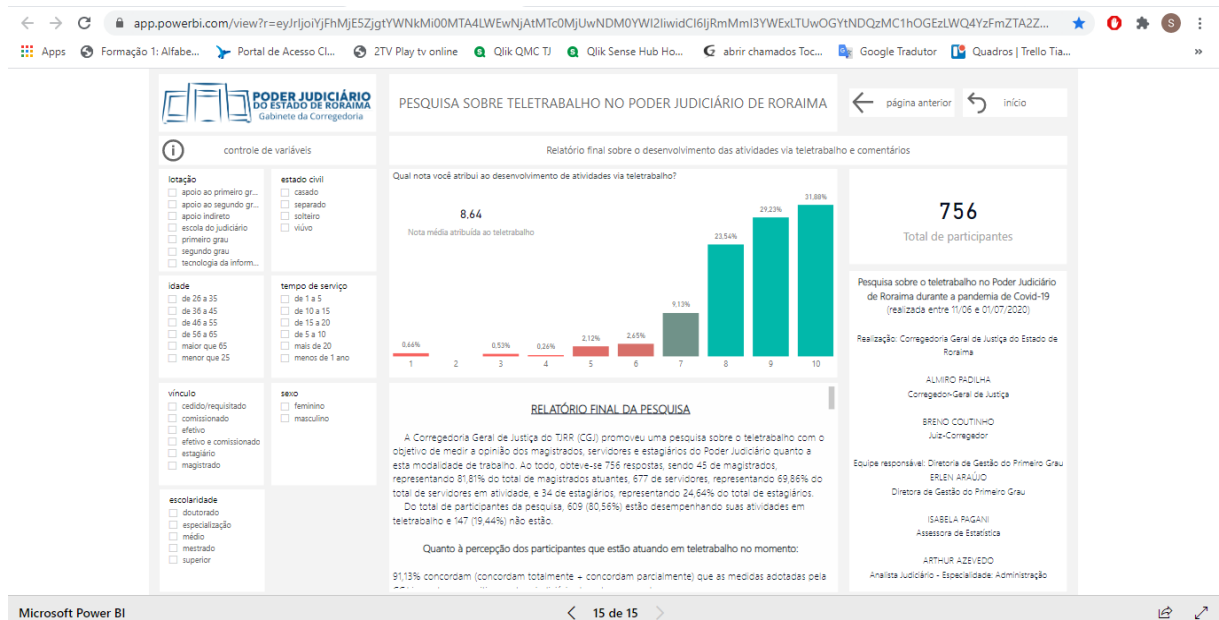 app.powerbi.com/view?r=eyJrIjoiYjFhMjE5ZjgtYWNkMi00MTA4LWEwNjAtMTc0MjUwNDM0YWI2IiwidCI6IjRmMmI3YWExLTUwOGYtNDQzMC1hOGEzLWQ4YzFmZTA2Z...
S
Apps
Formação 1: Alfabe...
Portal de Acesso Cl...
2TV Play tv online
Qlik QMC TJ
Qlik Sense Hub Ho...
abrir chamados Toc...
Google Tradutor
Quadros | Trello Tia...
»
PODER JUDICIÁRIO
DO ESTADO DE RORAIMA
Gabinete da Corregedoria
PESQUISA SOBRE TELETRABALHO NO PODER JUDICIÁRIO DE RORAIMA
página anterior
início
controle de variáveis
Relatório final sobre o desenvolvimento das atividades via teletrabalho e comentários
lotação
apoio ao primeiro gr...
apoio ao segundo gr...
apoio indireto
escola do judiciário
primeiro grau
segundo grau
tecnologia da inform...
estado civil
casado
separado
solteiro
viúvo
idade
de 26 a 35
de 36 a 45
de 46 a 55
de 56 a 65
maior que 65
menor que 25
tempo de serviço
de 1 a 5
de 10 a 15
de 15 a 20
de 5 a 10
mais de 20
menos de 1 ano
vínculo
cedido/requisitado
comissionado
efetivo
efetivo e comissionado
estagiário
magistrado
sexo
feminino
masculino
escolaridade
doutorado
especialização
médio
mestrado
superior
Qual nota você atribui ao desenvolvimento de atividades via teletrabalho?
8,64
Nota média atribuída ao teletrabalho
0,66%
0,53%
0,26%
2,12%
2,65%
9,13%
23,54%
29,23%
31,88%
1 2 3 4 5 6 7 8 9 10
RELATÓRIO FINAL DA PESQUISA
A Corregedoria Geral de Justiça do TJRR (CGJ) promoveu uma pesquisa sobre o teletrabalho com o
objetivo de medir a opinião dos magistrados, servidores e estagiários do Poder Judiciário quanto a
esta modalidade de trabalho. Ao todo, obteve-se 756 respostas, sendo 45 de magistrados,
representando 81,81% do total de magistrados atuantes, 677 de servidores, representando 69,86% do
total de servidores em atividade, e 34 de estagiários, representando 24,64% do total de estagiários.
Do total de participantes da pesquisa, 609 (80,56%) estão desempenhando suas atividades em
teletrabalho e 147 (19,44%) não estão.
Quanto à percepção dos participantes que estão atuando em teletrabalho no momento:
91,13% concordam (concordam totalmente + concordam parcialmente) que as medidas adotadas pela
756
Total de participantes
Pesquisa sobre o teletrabalho no Poder Judiciário
de Roraima durante a pandemia de Covid-19
(realizada entre 11/06 e 01/07/2020)
Realização: Corregedoria Geral de Justiça do Estado de
Roraima
ALMIRO PADILHA
Corregedor-Geral de Justiça
BRENO COUTINHO
Juiz-Corregedor
Equipe responsável: Diretoria de Gestão do Primeiro Grau
ERLEN ARAÚJO
Diretora de Gestão do Primeiro Grau
ISABELA PAGANI
Assessora de Estatística
ARTHUR AZEVEDO
Analista Judiciário - Especialidade: Administração
Microsoft Power BI
15 de 15